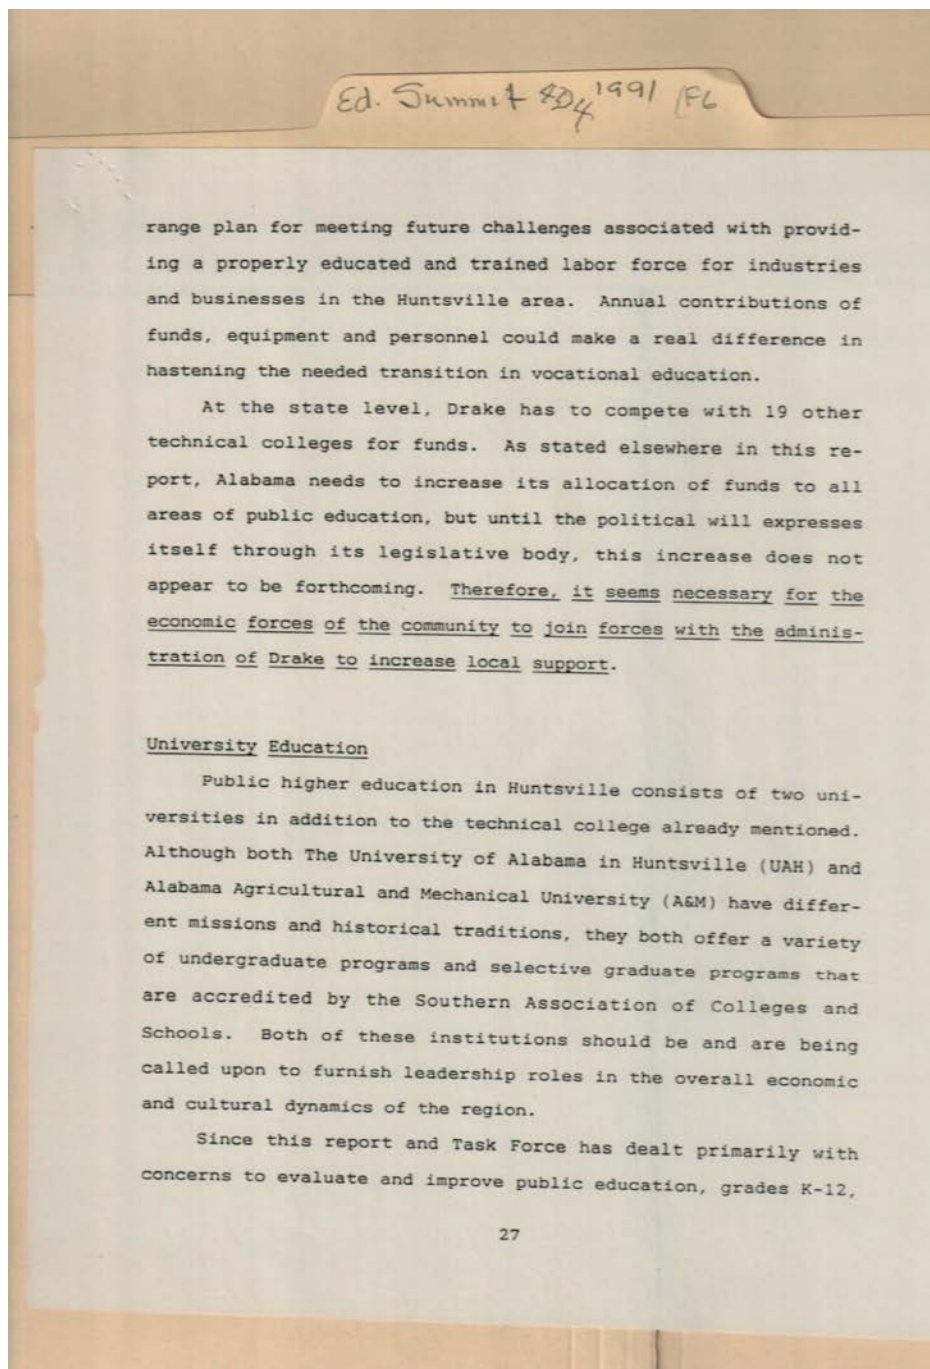 Ed. Summit 4D4 1991 (FL
range plan for meeting future challenges associated with provid-
ing a properly educated and trained labor force for industries
and businesses in the Huntsville area. Annual contributions of
funds, equipment and personnel could make a real difference in
hastening the needed transition in vocational education.
At the state level, Drake has to compete with 19 other
technical colleges for funds. As stated elsewhere in this re-
port, Alabama needs to increase its allocation of funds to all
areas of public education, but until the political will expresses
itself through its legislative body, this increase does not
appear to be forthcoming. Therefore, it seems necessary for the
economic forces of the community to join forces with the adminis-
tration of Drake to increase local support.
University Education
Public higher education in Huntsville consists of two uni-
versities in addition to the technical college already mentioned.
Although both The University of Alabama in Huntsville (UAH) and
Alabama Agricultural and Mechanical University (A&M) have differ-
ent missions and historical traditions, they both offer a variety
of undergraduate programs and selective graduate programs that
are accredited by the Southern Association of Colleges and
Schools. Both of these institutions should be and are being
called upon to furnish leadership roles in the overall economic
and cultural dynamics of the region.
Since this report and Task Force has dealt primarily with
concerns to evaluate and improve public education, grades K-12,
27